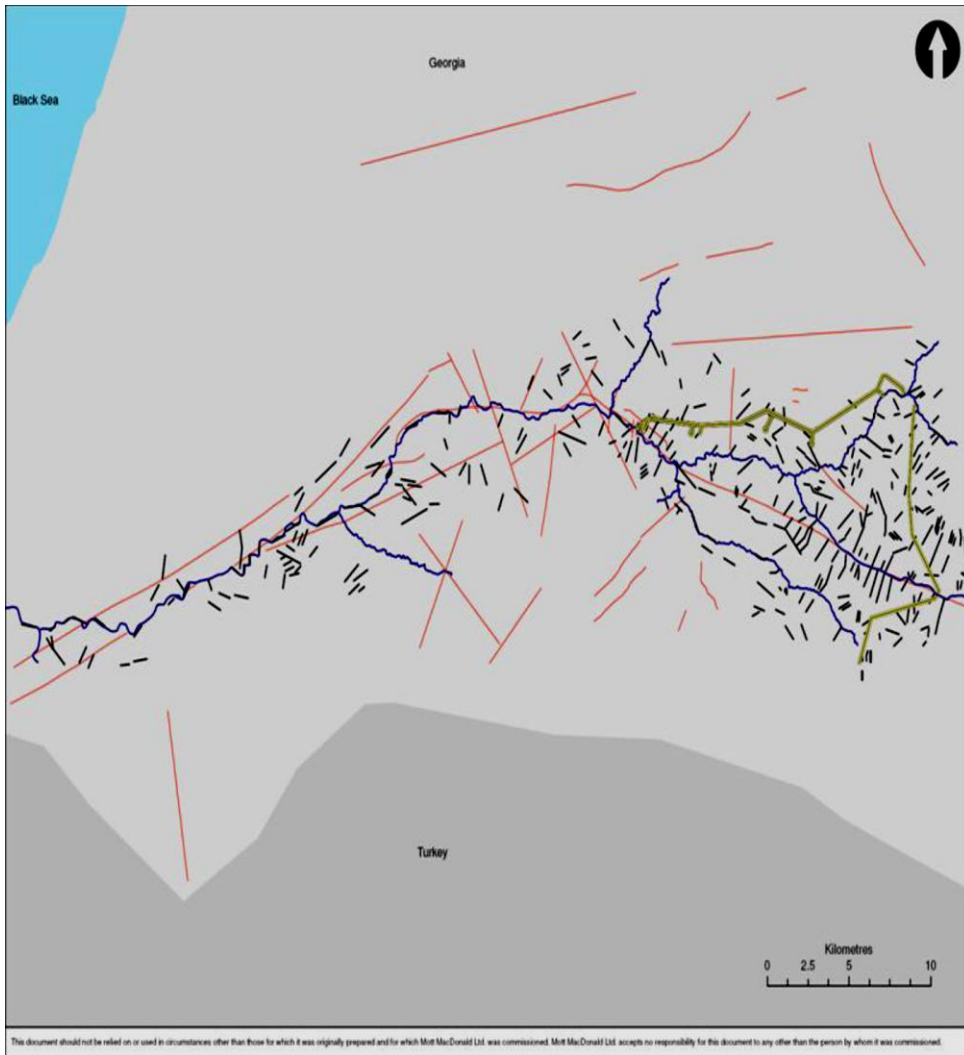 Georgia
Black Sea
Turkey
Kilometres
0 2.5 5 10
This document should not be relied on or used in circumstances other than those for which it was originally prepared and for which Mott MacDonald Ltd. was commissioned. Mott MacDonald Ltd. accepts no responsibility for this document to any other than the person by whom it was commissioned.